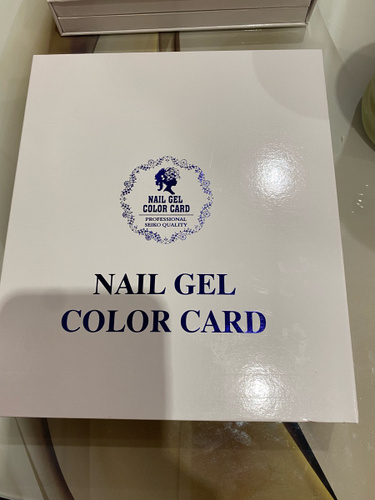 NAIL GEL
COLOR CARD
PROFESSIONAL
SEIKO QUALITY
NAIL GEL
COLOR CARD